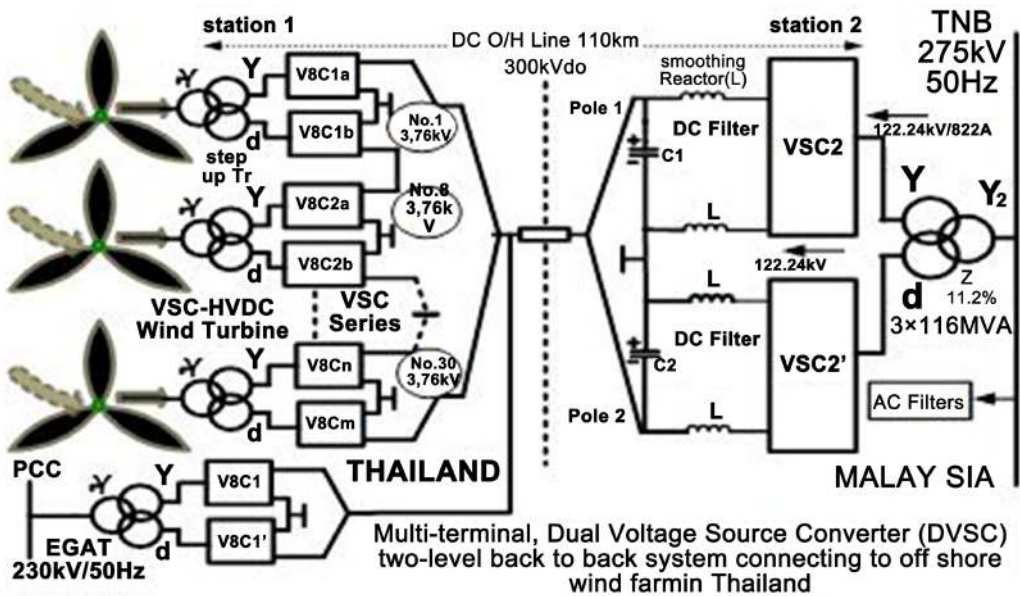 station 1
station 2
TNB
275kV
50Hz
DC O/H Line 110km
300kVdo
smoothing
Reactor(L)
Y
Y
d
V8C1a
V8C1b
No.1
3,76kV
step
up Tr
Pole 1
+
C1
DC Filter
VSC2
122.24kV/822A
Y
Y
d
V8C2a
V8C2b
No.8
3,76k
V
L
122.24kV
Y
Y2
d
Z
11.2%
3×116MVA
VSC-HVDC
Wind Turbine
VSC
Series
L
DC Filter
VSC2'
+
C2
Y
Y
d
V8Cn
V8Cm
No.30
3,76kV
Pole 2
L
AC Filters
PCC
THAILAND
MALAY SIA
Y
Y
d
V8C1
V8C1'
EGAT
230kV/50Hz
Multi-terminal, Dual Voltage Source Converter (DVSC)
two-level back to back system connecting to off shore
wind farmin Thailand